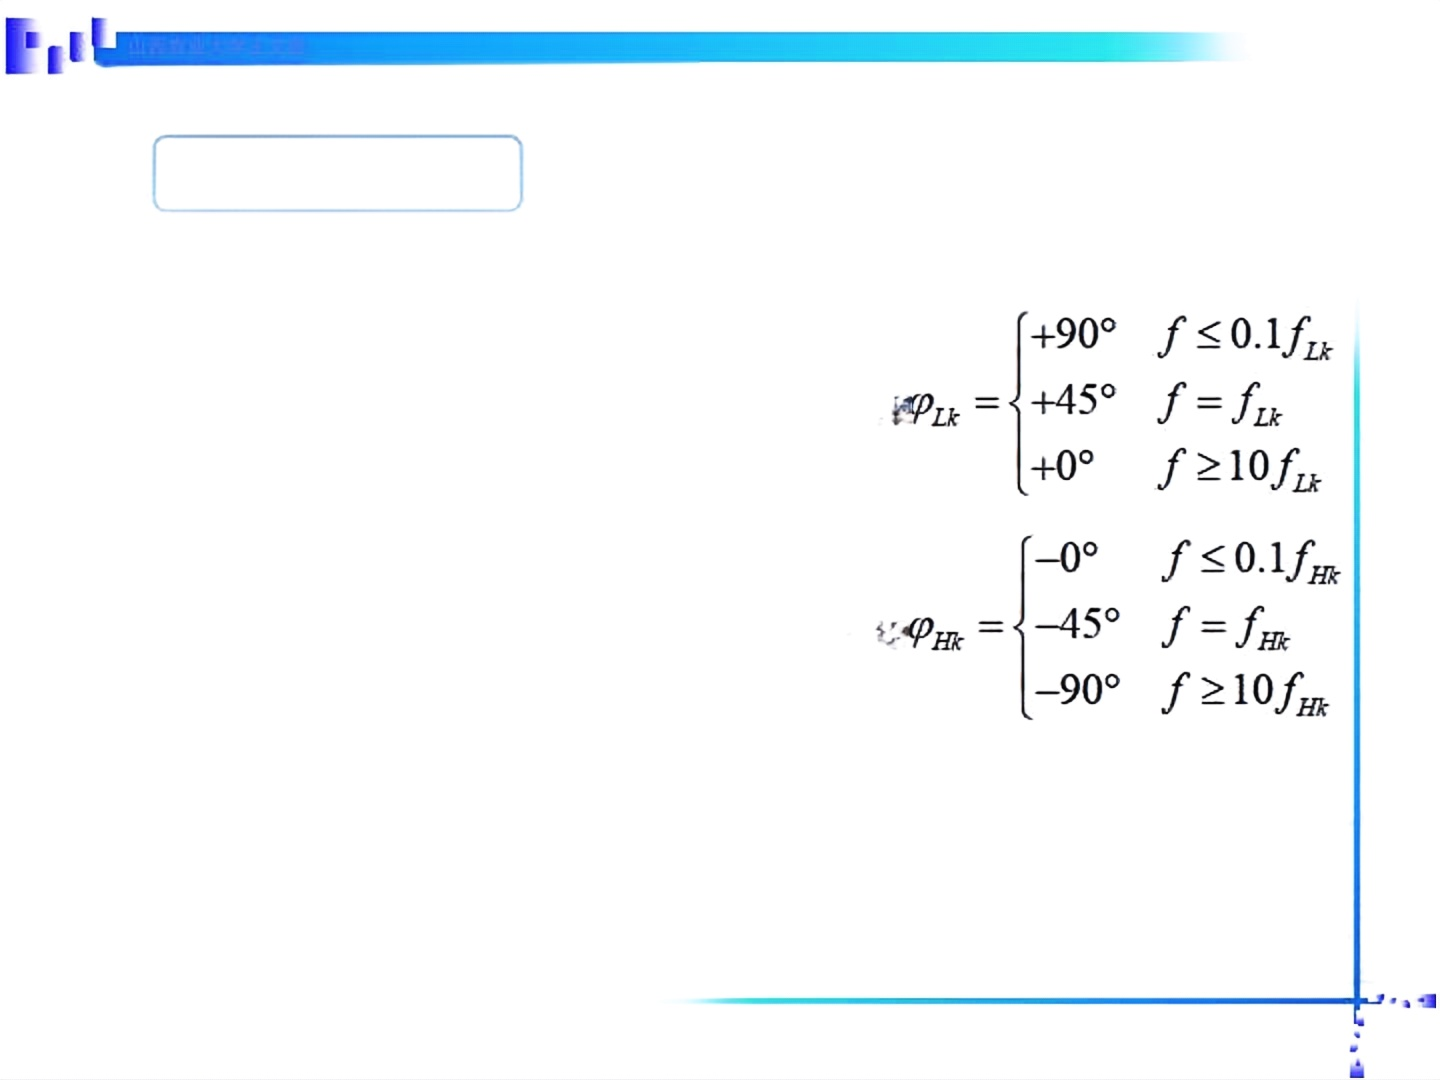 φ_Lk = { +90° f ≤ 0.1f_Lk
+45° f = f_Lk
+0° f ≥ 10f_Lk
φ_Hk = { −0° f ≤ 0.1f_Hk
−45° f = f_Hk
−90° f ≥ 10f_Hk